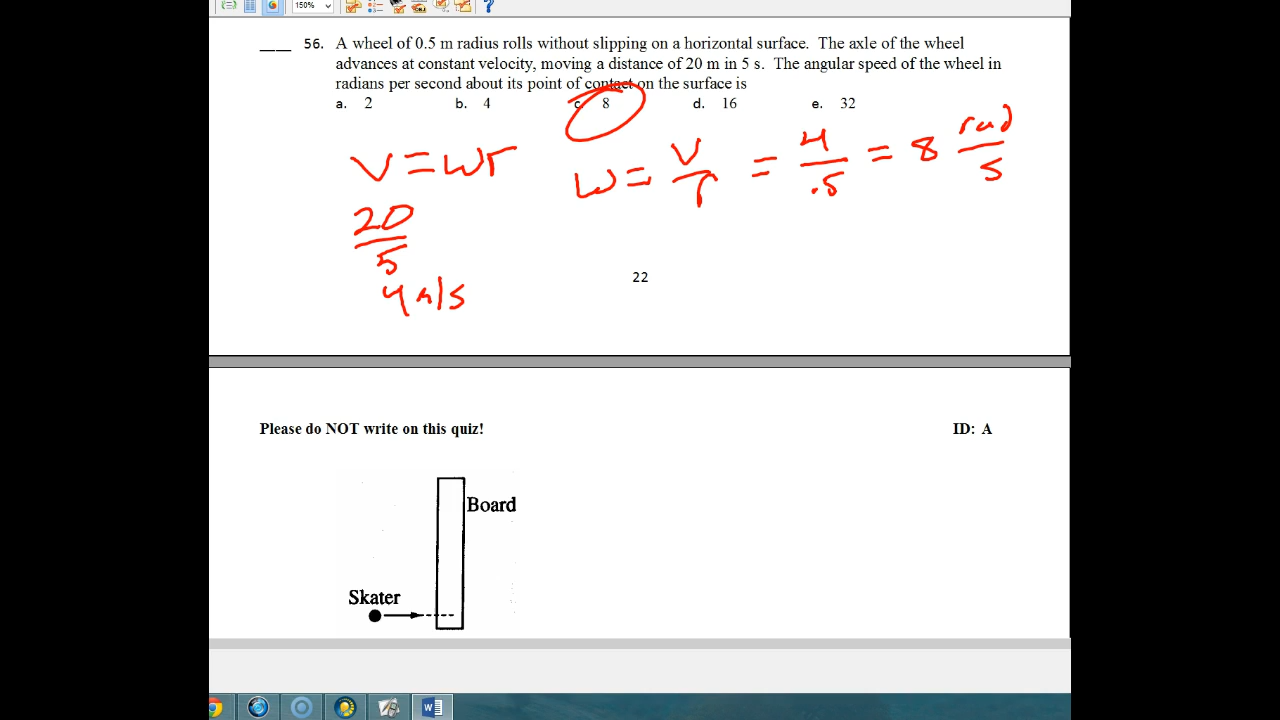 150%
56. A wheel of 0.5 m radius rolls without slipping on a horizontal surface. The axle of the wheel
advances at constant velocity, moving a distance of 20 m in 5 s. The angular speed of the wheel in
radians per second about its point of contact on the surface is
a. 2 b. 4 c. 8 d. 16 e. 32
v = wr
w = v/r = 4/.5 = 8 rad/s
20/5
4 m/s
22
Please do NOT write on this quiz! ID: A
Board
Skater